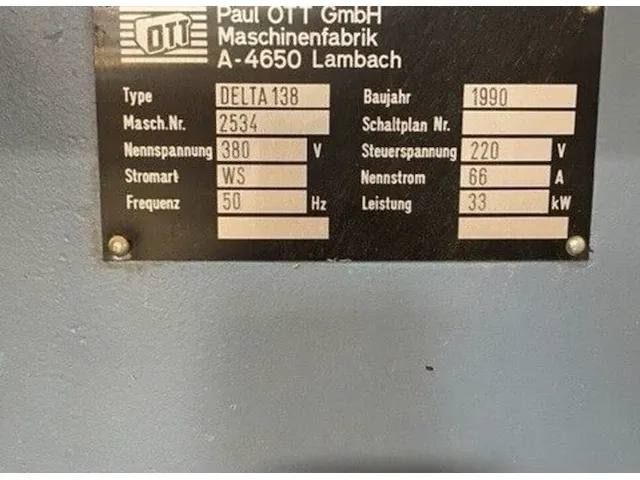 OTT
Paul OTT GmbH
Maschinenfabrik
A-4650 Lambach
Type DELTA 138 Baujahr 1990
Masch.Nr. 2534 Schaltplan Nr.
Nennspannung 380 V Steuerspannung 220 V
Stromart WS Nennstrom 66 A
Frequenz 50 Hz Leistung 33 kW